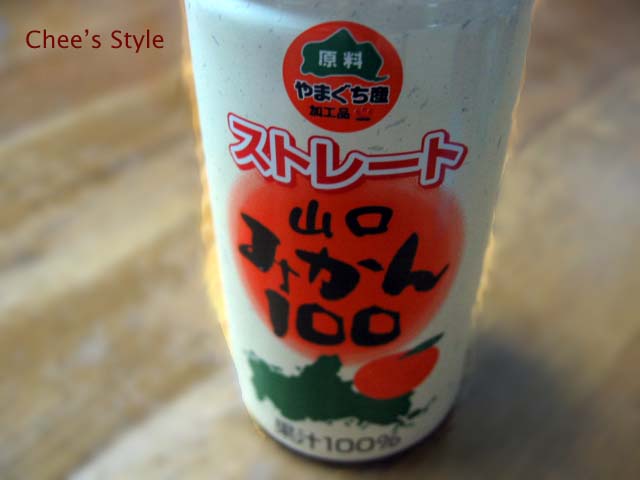 Chee's Style
原料
やまぐち産
加工品
ストレート
山口
みかん
100
果汁100%